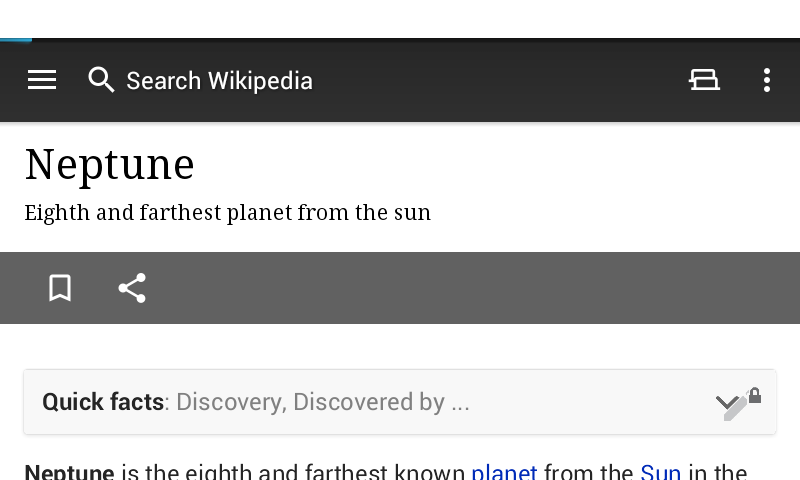 Search Wikipedia
Neptune
Eighth and farthest planet from the sun
Quick facts: Discovery, Discovered by ...
Neptune is the eighth and farthest known planet from the Sun in the